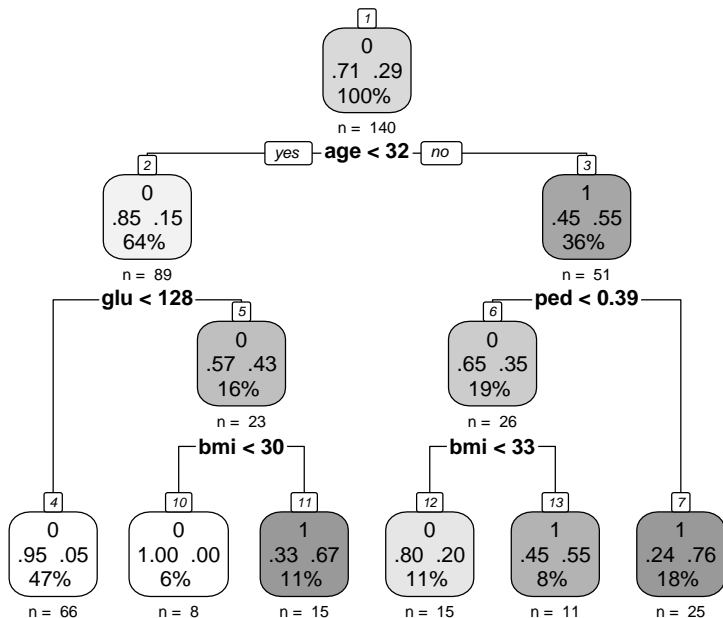 1
0
.71 .29
100%
n = 140
yes age < 32 no
2
0
.85 .15
64%
n = 89
3
1
.45 .55
36%
n = 51
glu < 128
ped < 0.39
5
0
.57 .43
16%
n = 23
6
0
.65 .35
19%
n = 26
bmi < 30
bmi < 33
4
0
.95 .05
47%
n = 66
10
0
1.00 .00
6%
n = 8
11
1
.33 .67
11%
n = 15
12
0
.80 .20
11%
n = 15
13
1
.45 .55
8%
n = 11
7
1
.24 .76
18%
n = 25